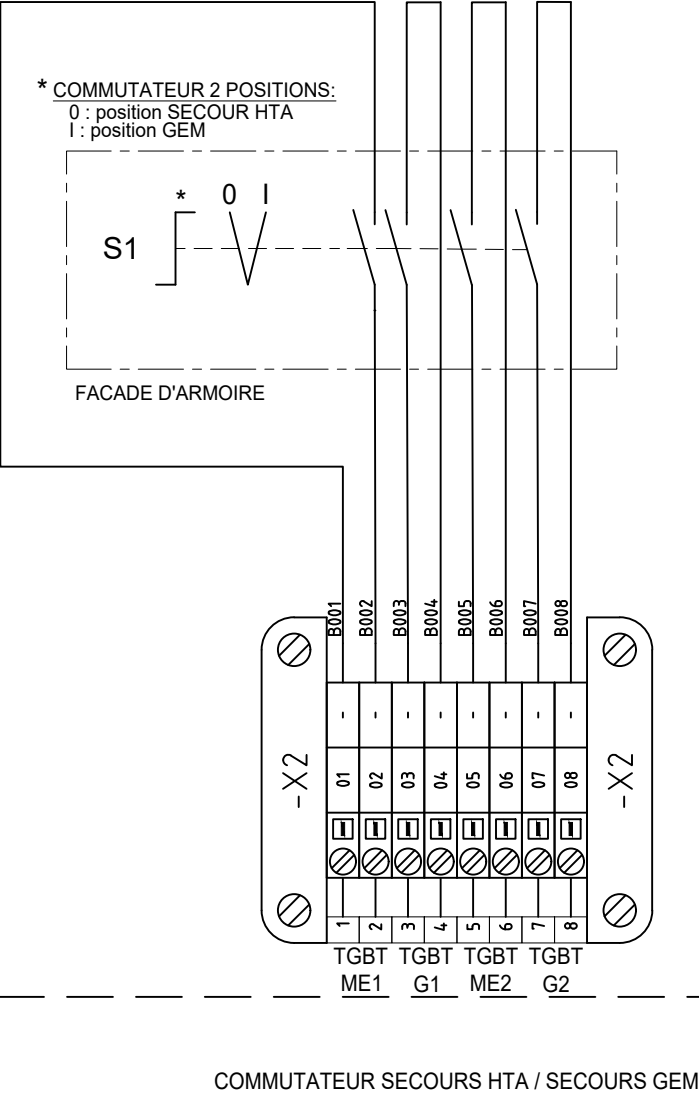 * COMMUTATEUR 2 POSITIONS:
0 : position SECOUR HTA
I : position GEM
* 0 I
S1
FACADE D'ARMOIRE
B001 B002 B003 B004 B005 B006 B007 B008
- - - - - - - -
-X2 01 02 03 04 05 06 07 08 -X2
1 2 3 4 5 6 7 8
TGBT TGBT TGBT TGBT
ME1 G1 ME2 G2
COMMUTATEUR SECOURS HTA / SECOURS GEM